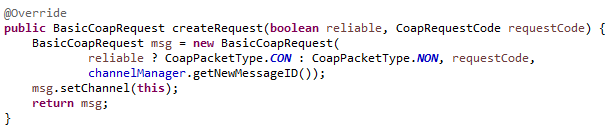 @Override
public BasicCoapRequest createRequest(boolean reliable, CoapRequestCode requestCode) {
    BasicCoapRequest msg = new BasicCoapRequest(
            reliable ? CoapPacketType.CON : CoapPacketType.NON, requestCode,
            channelManager.getNewMessageID());
    msg.setChannel(this);
    return msg;
}